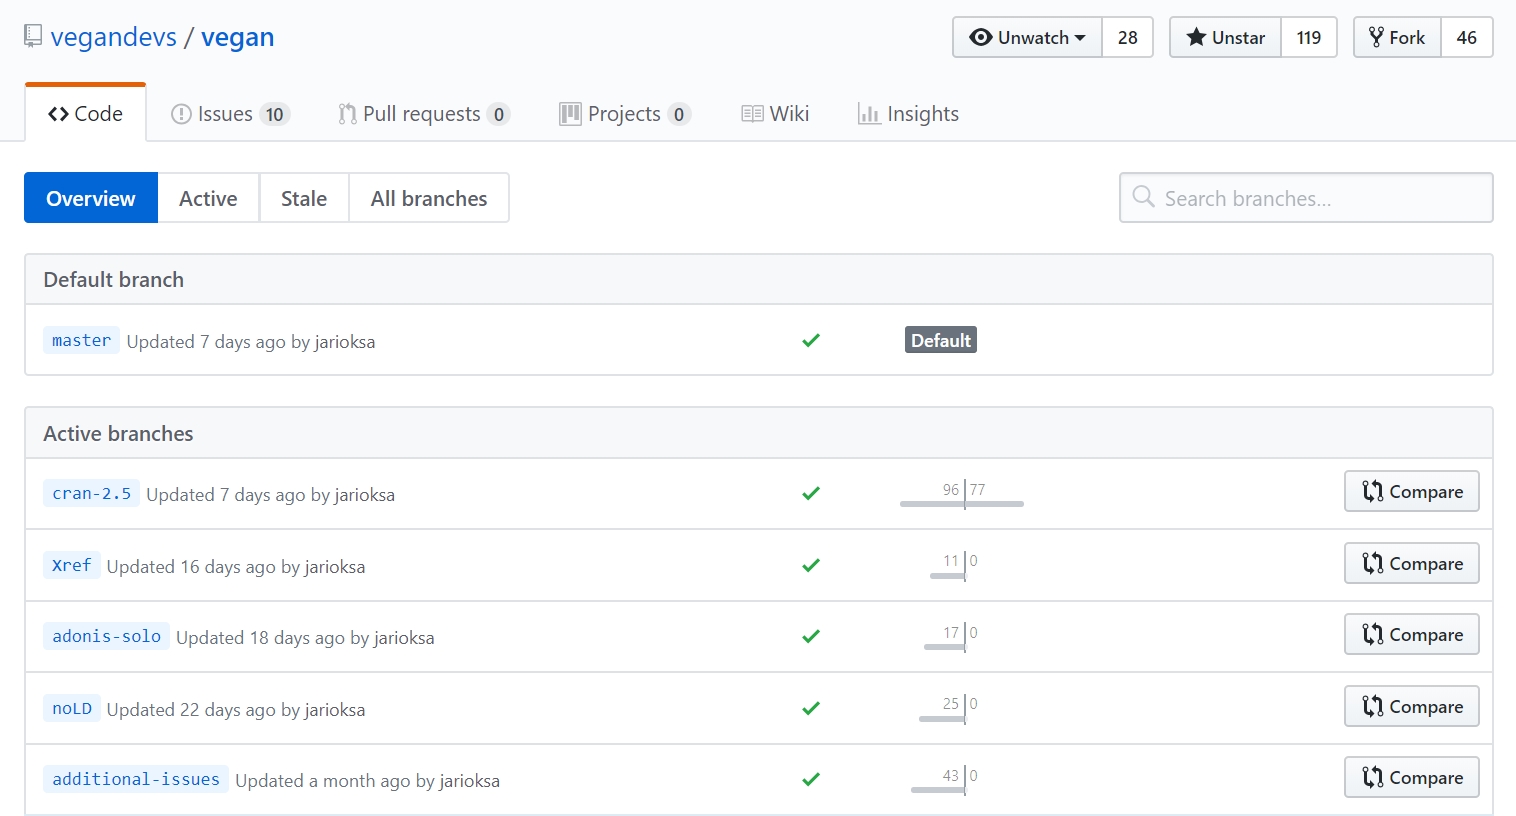 vegandevs / vegan
Unwatch 28 Unstar 119 Fork 46
Code Issues 10 Pull requests 0 Projects 0 Wiki Insights
Overview Active Stale All branches Search branches...
Default branch
master Updated 7 days ago by jarioksa Default
Active branches
cran-2.5 Updated 7 days ago by jarioksa 96 77 Compare
Xref Updated 16 days ago by jarioksa 11 0 Compare
adonis-solo Updated 18 days ago by jarioksa 17 0 Compare
noLD Updated 22 days ago by jarioksa 25 0 Compare
additional-issues Updated a month ago by jarioksa 43 0 Compare